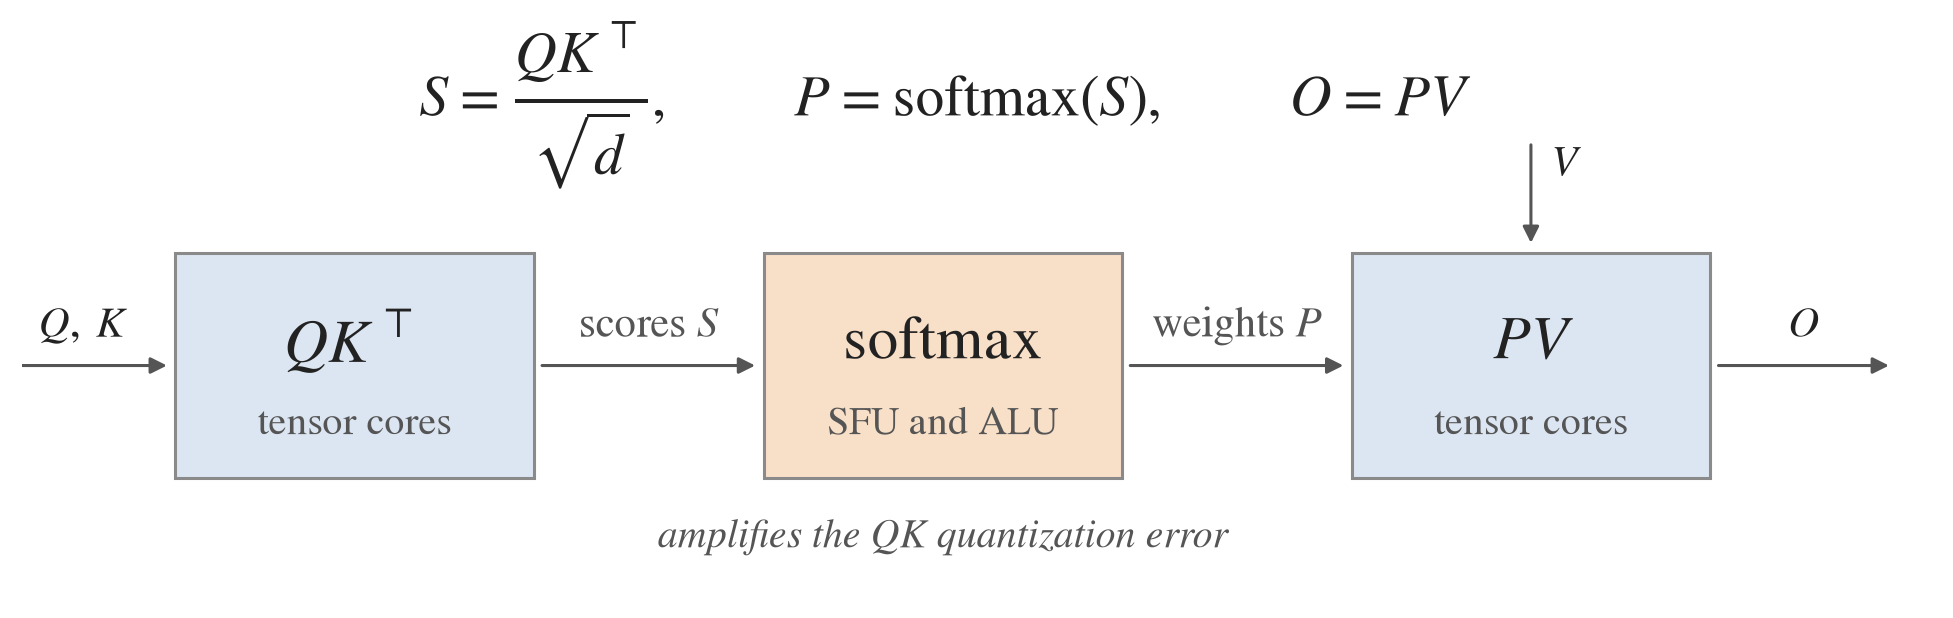 S = QK⊤ / √d, P = softmax(S), O = PV
V
Q, K
QK⊤
tensor cores
scores S
softmax
SFU and ALU
weights P
PV
tensor cores
O
amplifies the QK quantization error